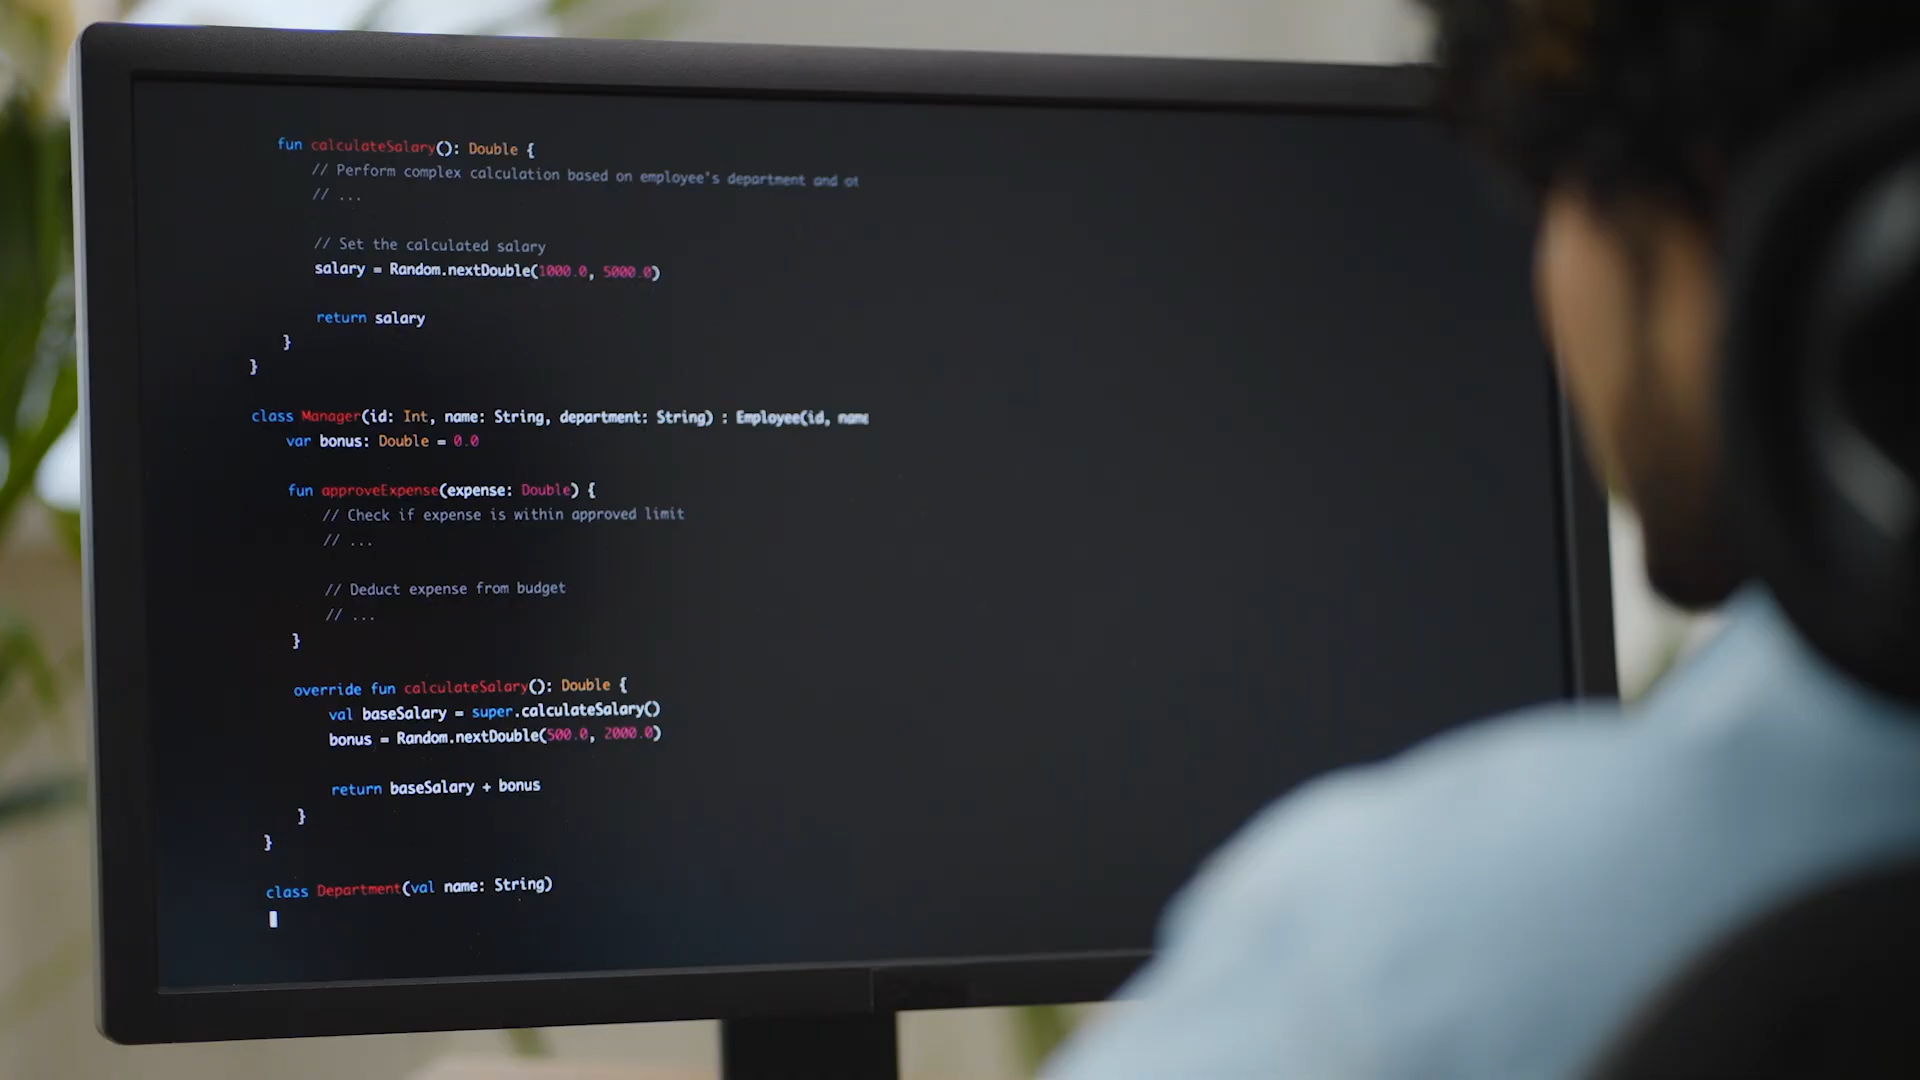 fun calculateSalary(): Double {
// Perform complex calculation based on employee's department and ot
// ...
// Set the calculated salary
salary = Random.nextDouble(1000.0, 5000.0)
return salary
}
}
class Manager(id: Int, name: String, department: String) : Employee(id, name
var bonus: Double = 0.0
fun approveExpense(expense: Double) {
// Check if expense is within approved limit
// ...
// Deduct expense from budget
// ...
}
override fun calculateSalary(): Double {
val baseSalary = super.calculateSalary()
bonus = Random.nextDouble(500.0, 2000.0)
return baseSalary + bonus
}
}
class Department(val name: String)